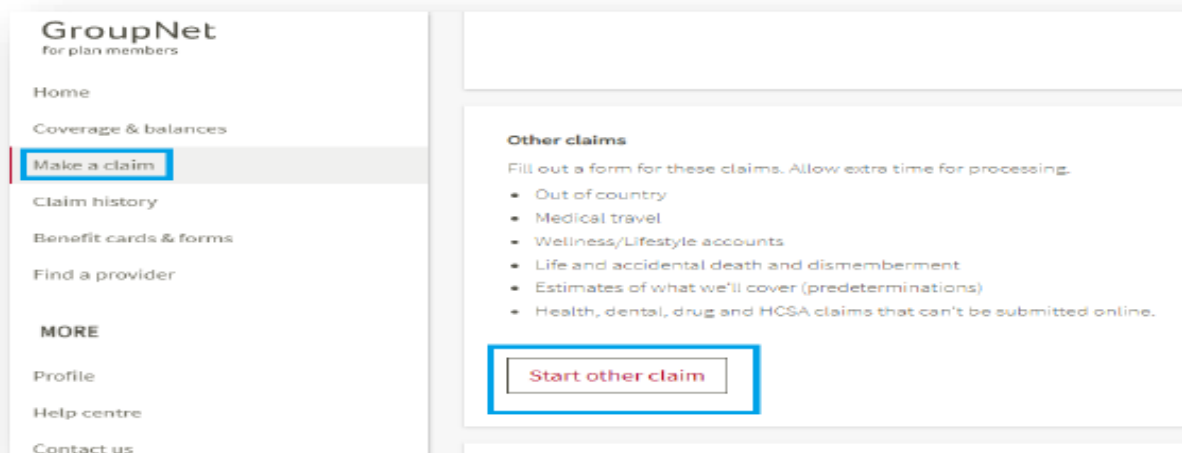 GroupNet
for plan members
Home
Coverage & balances
Make a claim
Claim history
Benefit cards & forms
Find a provider
MORE
Profile
Help centre
Contact us
Other claims
Fill out a form for these claims. Allow extra time for processing.
• Out of country
• Medical travel
• Wellness/Lifestyle accounts
• Life and accidental death and dismemberment
• Estimates of what we'll cover (predeterminations)
• Health, dental, drug and HCSA claims that can't be submitted online.
Start other claim